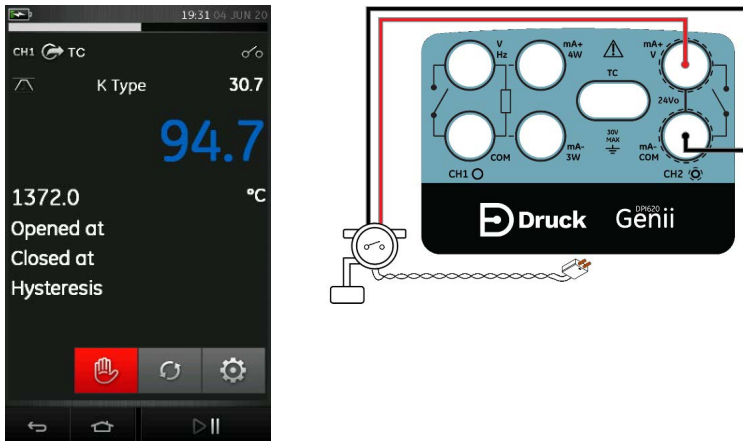 19:31 04 JUN 20
CH1 TC
K Type 30.7
94.7
1372.0 °C
Opened at
Closed at
Hysteresis
V
Hz
mA+
4W
TC
mA+
V
24Vo
COM
mA-
3W
30V
MAX
mA-
COM
CH1
CH2
Druck
DPI620
Genii